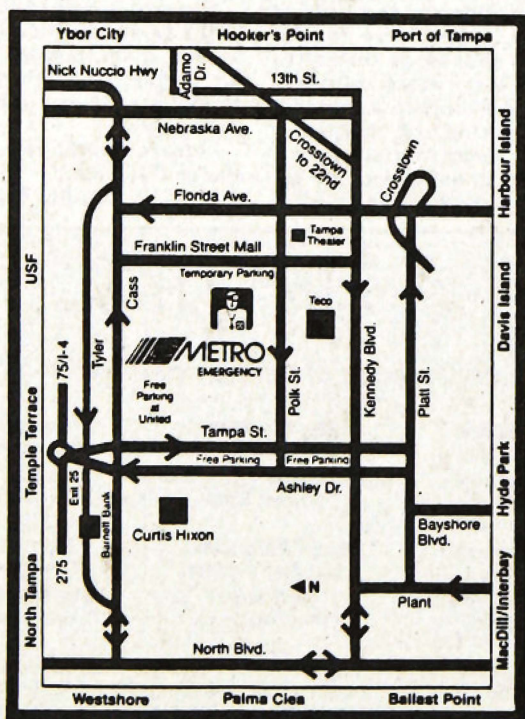 Ybor City Hooker's Point Port of Tampa
Nick Nuccio Hwy
Adamo
Dr.
13th St.
Nebraska Ave.
Crosstown
to 22nd
Crosstown
Harbour Island
Florida Ave.
Tampa
Theater
Franklin Street Mall
Temporary Parking
USF
Cass
Teco
Davis Island
75/I-4
Tyler
METRO
EMERGENCY
Free
Parking
at
United
Polk St.
Kennedy Blvd.
Platt St.
Temple Terrace
Tampa St.
Free Parking
Free Parking
Ashley Dr.
Exit 25
Barnett Bank
Curtis Hixon
Hyde Park
Bayshore
Blvd.
275
N
Plant
North Tampa
North Blvd.
MacDill/Interbay
Westshore Palma Ciea Ballast Point